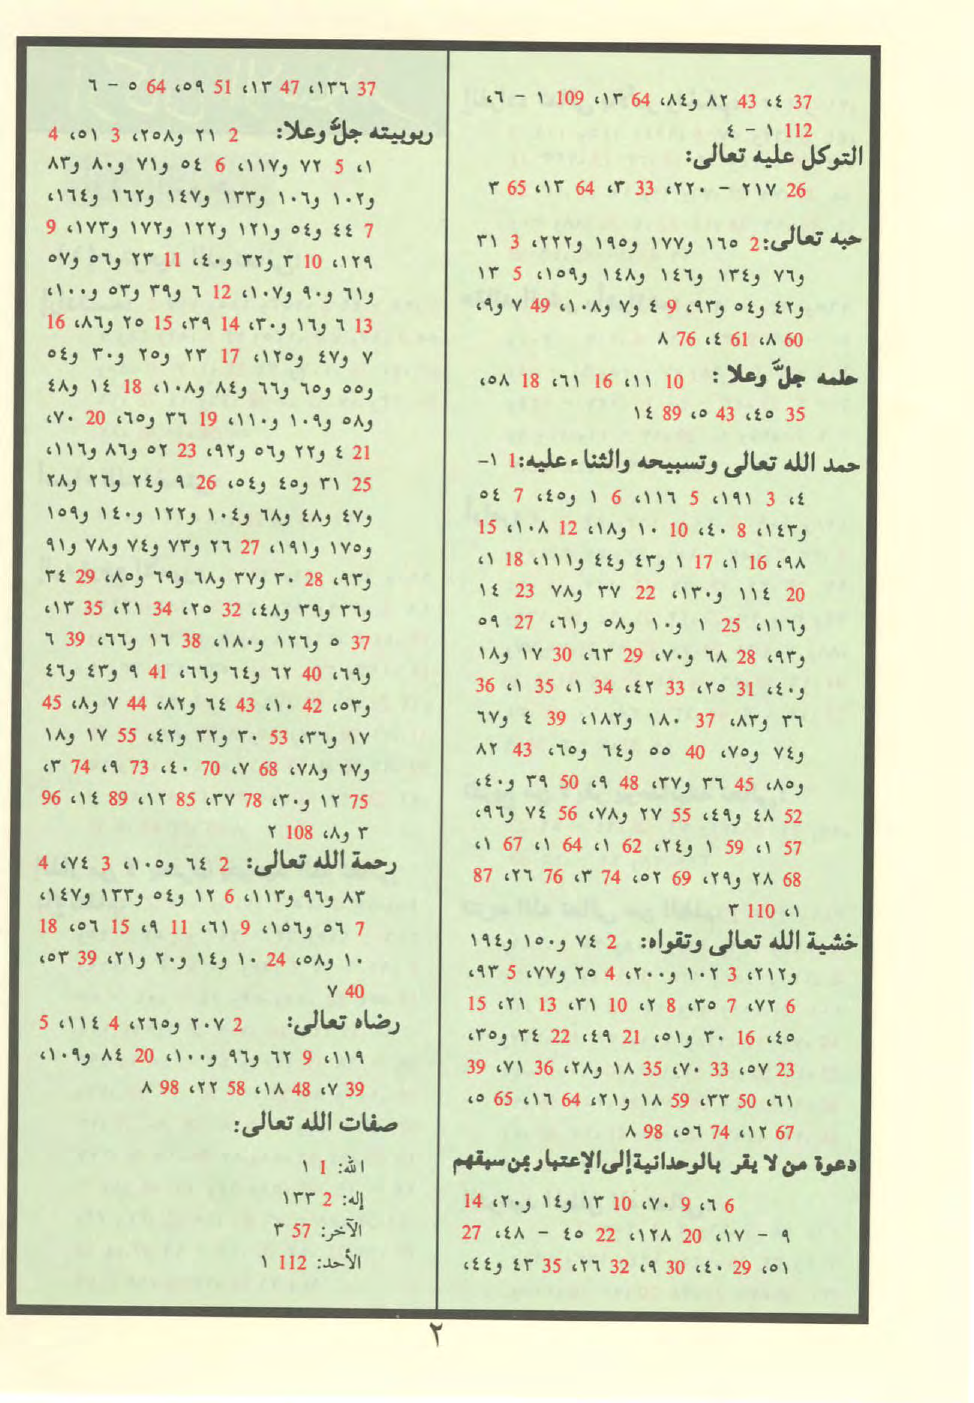 37 ٤، 43 ٨٢ و٨٤، 64 ١٣، 109 ١ – ٦،
112 ١ – ٤
التوكل عليه تعالى:
26 ٢١٧ – ٢٢٠، 33 ٣، 64 ١٣، 65 ٣
حبه تعالى: 2 ١٦٥ و١٧٧ و١٩٥ و٢٢٢، 3 ٣١
و٧٦ و١٣٤ و١٤٦ و١٤٨ و١٥٩، 5 ١٣
و٤٢ و٥٤ و٩٣، 9 ٤ و٧ و١٠٨، 49 ٧ و٩،
60 ٨، 61 ٤، 76 ٨
حلمه جلَّ وعلا : 10 ١١، 16 ٦١، 18 ٥٨،
35 ٤٥، 43 ٥، 89 ١٤
حمد الله تعالى وتسبيحه والثناء عليه: 1 ١–
٤، 3 ١٩١، 5 ١١٦، 6 ١ و٤٥، 7 ٥٤
و١٤٣، 8 ٤٠، 10 ١٠ و١٨، 12 ١٠٨، 15
٩٨، 16 ١، 17 ١ و٤٣ و٤٤ و١١١، 18 ١،
20 ١١٤ و١٣٠، 22 ٣٧ و٧٨ 23 ١٤
و١١٦، 25 ١ و١٠ و٥٨ و٦١، 27 ٥٩
و٩٣، 28 ٦٨ و٧٠، 29 ٦٣، 30 ١٧ و١٨
و٤٠، 31 ٢٥، 33 ٤٢، 34 ١، 35 ١، 36
٣٦ و٨٣، 37 ١٨٠ و١٨٢، 39 ٤ و٦٧
و٧٤ و٧٥، 40 ٥٥ و٦٤ و٦٥، 43 ٨٢
و٨٥، 45 ٣٦ و٣٧، 48 ٩، 50 ٣٩ و٤٠،
52 ٤٨ و٤٩، 55 ٢٧ و٧٨، 56 ٧٤ و٩٦،
57 ١، 59 ١ و٢٤، 62 ١، 64 ١، 67 ١،
68 ٢٨ و٢٩، 69 ٥٢، 74 ٣، 76 ٢٦، 87
١، 110 ٣
خشية الله تعالى وتقواه: 2 ٧٤ و١٥٠ و١٩٤
و٢١٢، 3 ١٠٢ و٢٠٠، 4 ٢٥ و٧٧، 5 ٩٣،
6 ٧٢، 7 ٣٥، 8 ٢، 10 ٣١، 13 ٢١، 15
٤٥، 16 ٣٠ و٥١، 21 ٤٩، 22 ٣٤ و٣٥،
23 ٥٧، 33 ٧٠، 35 ١٨ و٢٨، 36 ٧١، 39
٦١، 50 ٣٣، 59 ١٨ و٢١، 64 ١٦، 65 ٥،
67 ١٢، 74 ٥٦، 98 ٨
دعوة من لا يقر بالوحدانية إلى الإعتبار بمن سبقهم
6 ٦، 9 ٧٠، 10 ١٣ و١٤ و٢٠، 14
٩ – ١٧، 20 ١٢٨، 22 ٤٥ – ٤٨، 27
٥١، 29 ٤٠، 30 ٩، 32 ٢٦، 35 ٤٣ و٤٤،
37 ١٣٦، 47 ١٣، 51 ٥٩، 64 ٥ – ٦
ربوبيته جلَّ وعلا: 2 ٢١ و٢٥٨، 3 ٥١، 4
١، 5 ٧٢ و١١٧، 6 ٥٤ و٧١ و٨٠ و٨٣
و١٠٢ و١٠٦ و١٣٣ و١٤٧ و١٦٢ و١٦٤،
7 ٤٤ و٥٤ و١٢١ و١٢٢ و١٧٢ و١٧٣، 9
١٢٩، 10 ٣ و٣٢ و٤٠، 11 ٢٣ و٥٦ و٥٧
و٦١ و٩٠ و١٠٧، 12 ٦ و٣٩ و٥٣ و١٠٠،
13 ٦ و١٦ و٣٠، 14 ٣٩، 15 ٢٥ و٨٦، 16
٧ و٤٧ و١٢٥، 17 ٢٣ و٢٥ و٣٠ و٥٤
و٥٥ و٦٥ و٦٦ و٨٤ و١٠٨، 18 ١٤ و٤٨
و٥٨ و١٠٩ و١١٠، 19 ٣٦ و٦٥، 20 ٧٠،
21 ٤ و٢٢ و٥٦ و٩٢، 23 ٥٢ و٨٦ و١١٦،
25 ٣١ و٤٥ و٥٤، 26 ٩ و٢٤ و٢٦ و٢٨
و٤٧ و٤٨ و٦٨ و١٠٤ و١٢٢ و١٤٠ و١٥٩
و١٧٥ و١٩١، 27 ٢٦ و٧٣ و٧٤ و٧٨ و٩١
و٩٣، 28 ٣٠ و٣٧ و٦٨ و٦٩ و٨٥، 29 ٣٤
و٣٦ و٣٩ و٤٨، 32 ٢٥، 34 ٢١، 35 ١٣،
37 ٥ و١٢٦ و١٨٠، 38 ١٦ و٦٦، 39 ٦
و٦٩، 40 ٦٢ و٦٤ و٦٦، 41 ٩ و٤٣ و٤٦
و٥٣، 42 ١٠، 43 ٦٤ و٨٢، 44 ٧ و٨، 45
١٧ و٣٦، 53 ٣٠ و٣٢ و٤٢، 55 ١٧ و١٨
و٢٧ و٧٨، 68 ٧، 70 ٤٠، 73 ٩، 74 ٣،
75 ١٢ و٣٠، 78 ٣٧، 85 ١٢، 89 ١٤، 96
٣ و٨، 108 ٢
رحمة الله تعالى: 2 ٦٤ و١٠٥، 3 ٧٤، 4
٨٣ و٩٦ و١١٣، 6 ١٢ و٥٤ و١٣٣ و١٤٧،
7 ٥٦ و١٥٦، 9 ٦١، 11 ٩، 15 ٥٦، 18
١٠ و٥٨، 24 ١٠ و١٤ و٢٠ و٢١، 39 ٥٣،
40 ٧
رضاه تعالى: 2 ٢٠٧ و٢٦٥، 4 ١١٤، 5
١١٩، 9 ٦٢ و٩٦ و١٠٠، 20 ٨٤ و١٠٩،
39 ٧، 48 ١٨، 58 ٢٢، 98 ٨
صفات الله تعالى:
الله: 1 ١
إله: 2 ١٣٣
الآخر: 57 ٣
الأحد: 112 ١
٢